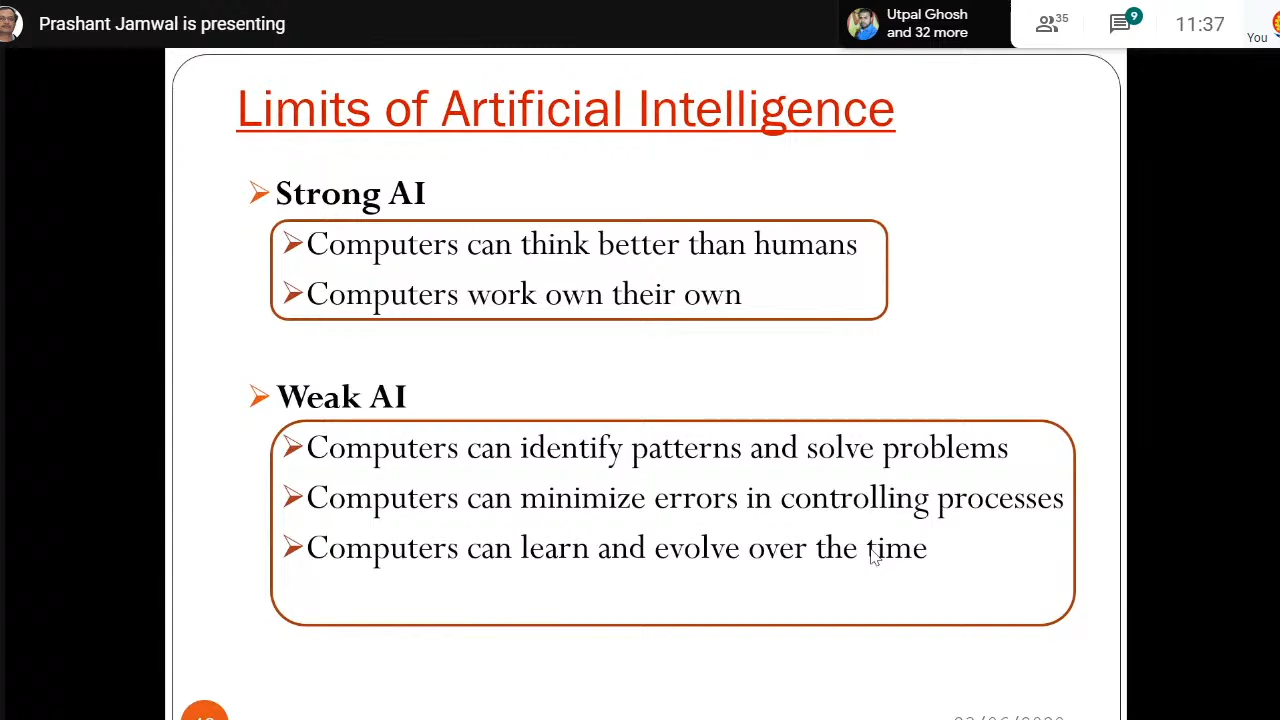 Prashant Jamwal is presenting
Utpal Ghosh
and 32 more
35
9
11:37
You
Limits of Artificial Intelligence
Strong AI
Computers can think better than humans
Computers work own their own
Weak AI
Computers can identify patterns and solve problems
Computers can minimize errors in controlling processes
Computers can learn and evolve over the time